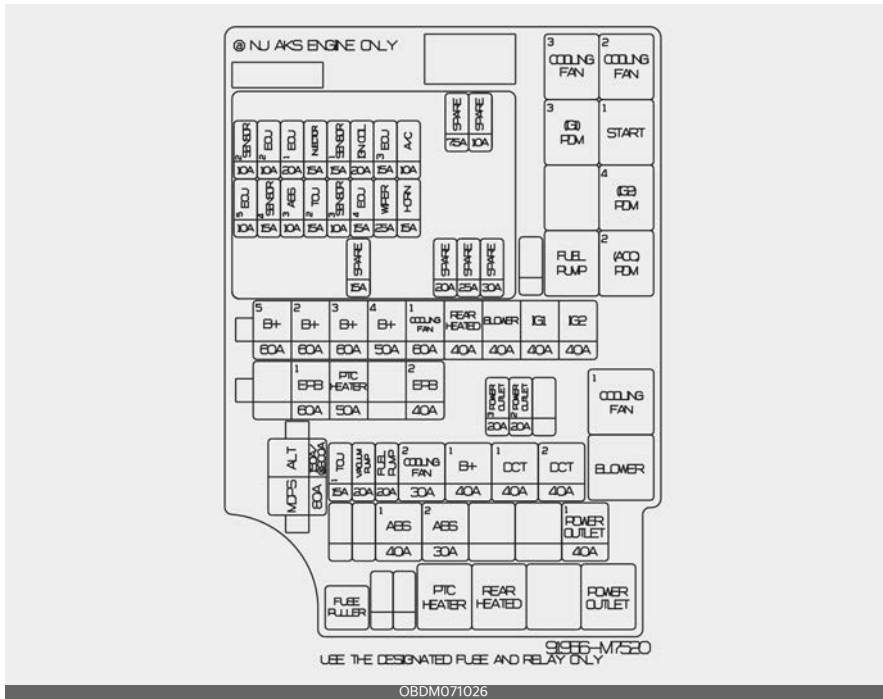 @ NU AKS ENGINE ONLY
3 COOLING FAN
2 COOLING FAN
3 (IG1) PDM
1 START
4 (IG2) PDM
FUEL PUMP
2 (ACC) PDM
SPARE 7.5A
SPARE 10A
2 SENSOR 10A
2 ECU 10A
1 ECU 20A
INJECTOR 15A
1 SENSOR 15A
IGN COIL 20A
3 ECU 15A
A/C 10A
5 ECU 10A
4 SENSOR 15A
3 ABS 10A
2 TCU 15A
3 SENSOR 10A
4 ECU 15A
WIPER 25A
HORN 15A
SPARE 15A
SPARE 20A
SPARE 25A
SPARE 30A
5 B+ 60A
2 B+ 60A
3 B+ 60A
4 B+ 50A
1 COOLING FAN 60A
REAR HEATED 40A
BLOWER 40A
IG1 40A
IG2 40A
1 EPB 60A
PTC HEATER 50A
2 EPB 40A
3 POWER OUTLET 20A
2 POWER OUTLET 20A
1 COOLING FAN
ALT
MDPS 80A
1 TCU 15A
VACUUM PUMP 20A
FUEL PUMP 20A
2 COOLING FAN 30A
1 B+ 40A
1 DCT 40A
2 DCT 40A
BLOWER
1 ABS 40A
2 ABS 30A
1 POWER OUTLET 40A
FUSE PULLER
PTC HEATER
REAR HEATED
POWER OUTLET
91956-M7520
USE THE DESIGNATED FUSE AND RELAY ONLY
OBDM071026